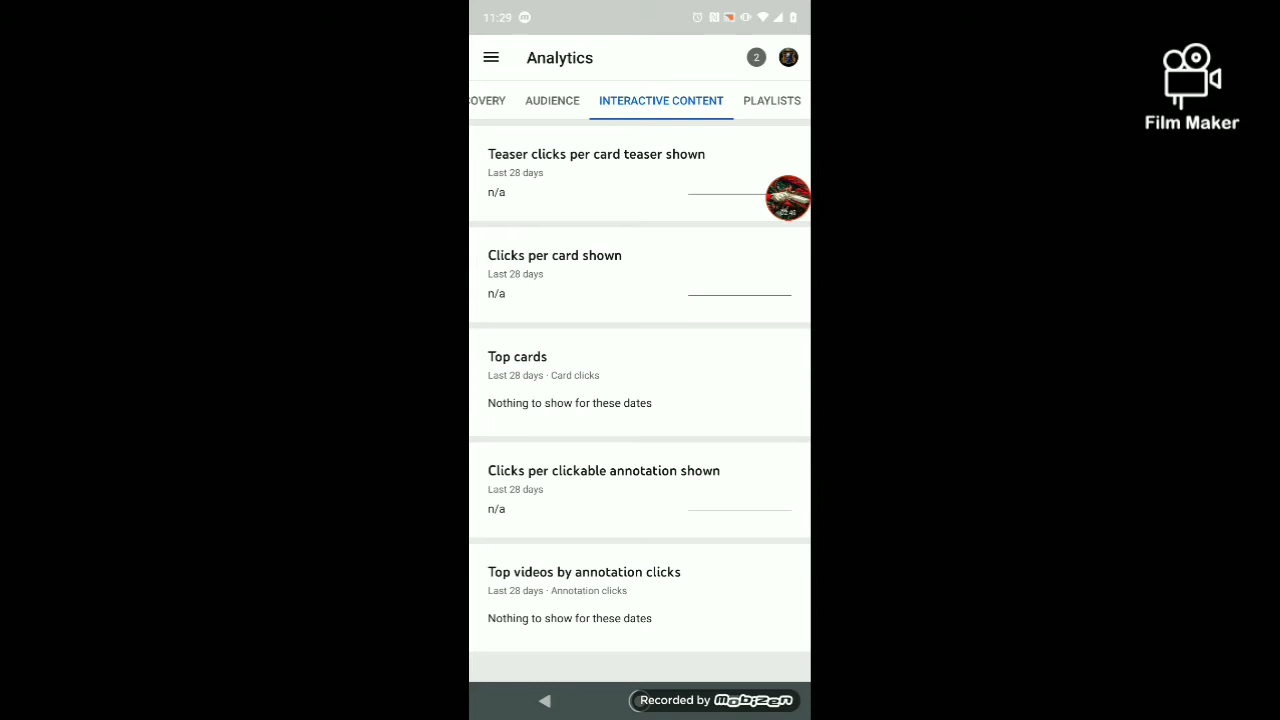 11:29
Analytics
2
OVERY AUDIENCE INTERACTIVE CONTENT PLAYLISTS
Film Maker
Teaser clicks per card teaser shown
Last 28 days
n/a
Clicks per card shown
Last 28 days
n/a
Top cards
Last 28 days · Card clicks
Nothing to show for these dates
Clicks per clickable annotation shown
Last 28 days
n/a
Top videos by annotation clicks
Last 28 days · Annotation clicks
Nothing to show for these dates
Recorded by mobizen